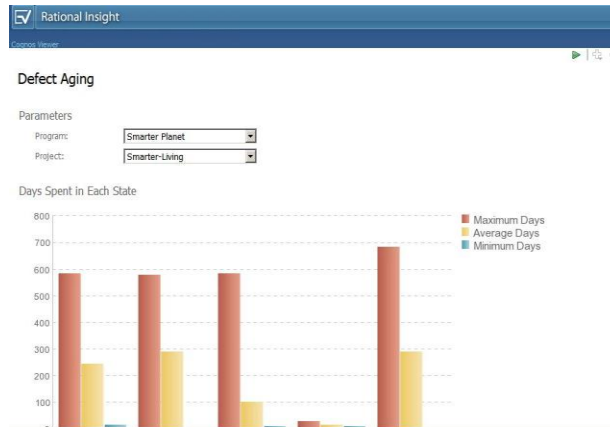 Rational Insight
Cognos Viewer
Defect Aging
Parameters
Program: Smarter Planet
Project: Smarter-Living
Days Spent in Each State
800
700
600
500
400
300
200
100
Maximum Days
Average Days
Minimum Days